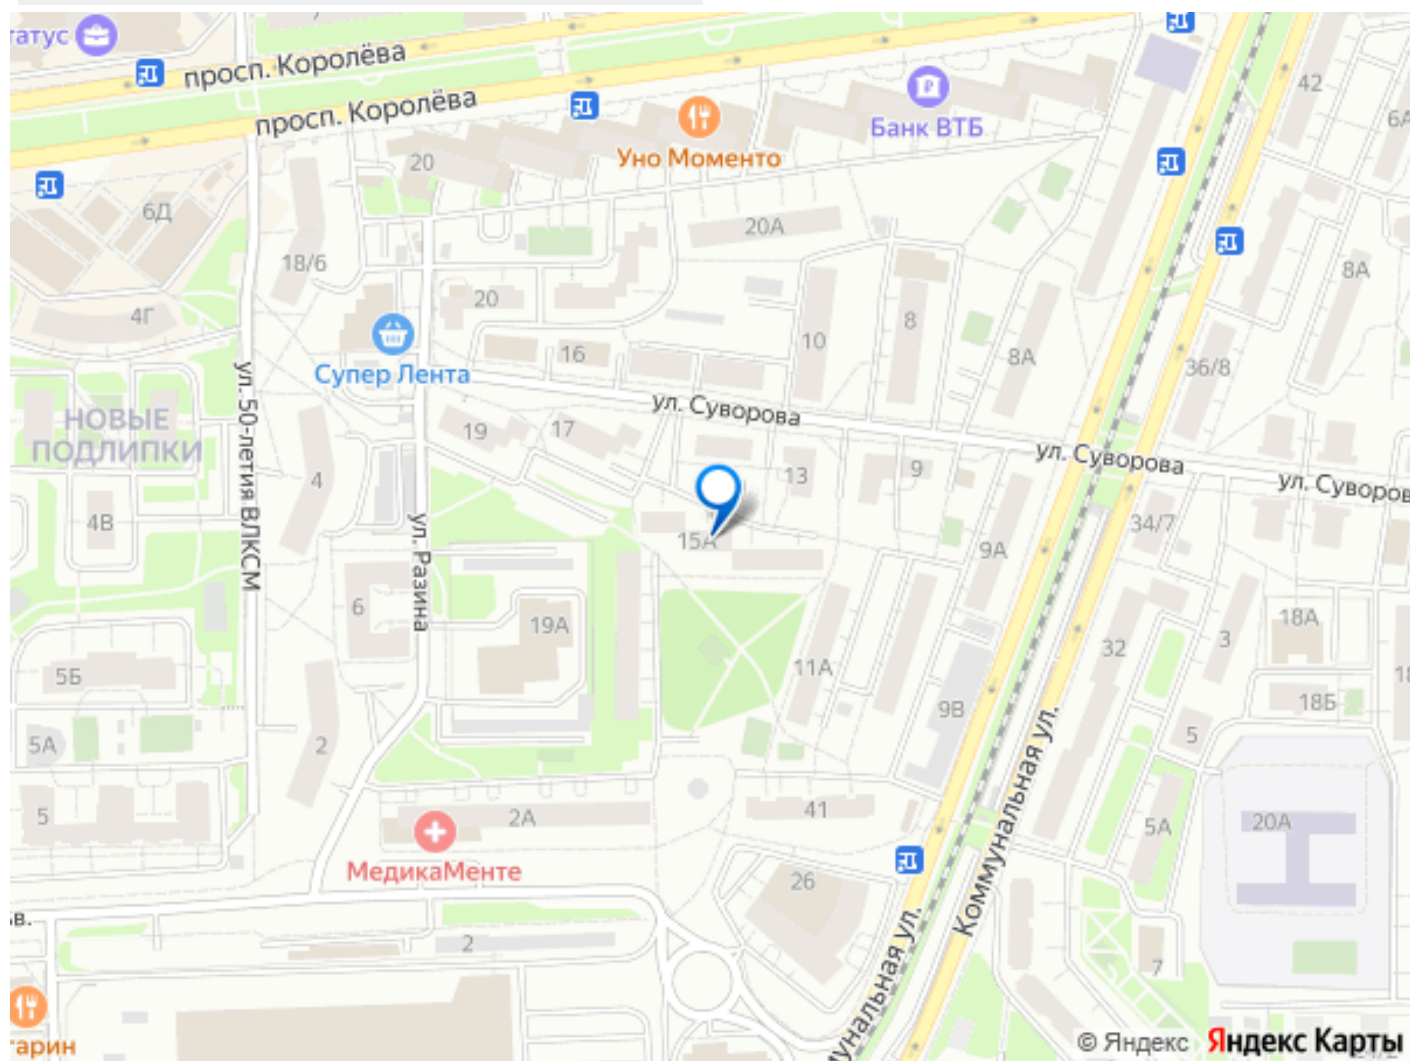 татус
просп. Королёва
просп. Королёва
Банк ВТБ
Уно Моменто
42
6Д
20
20А
18/6
8А
20
4Г
8
10
Супер Лента
16
8А
36/8
ул. Суворова
НОВЫЕ
ПОДЛИПКИ
ул. 50-летия ВЛКСМ
19
17
ул. Суворова
ул. Суворов
4
13
9
4В
34/7
15А
9А
ул. Разина
6
19А
18А
3
32
5Б
11А
18Б
9В
5А
2
5
Коммунальная ул.
5
2А
41
5А
20А
МедикаМенте
26
ьв.
2
7
мунальная ул.
гарин
© Яндекс Яндекс Карты